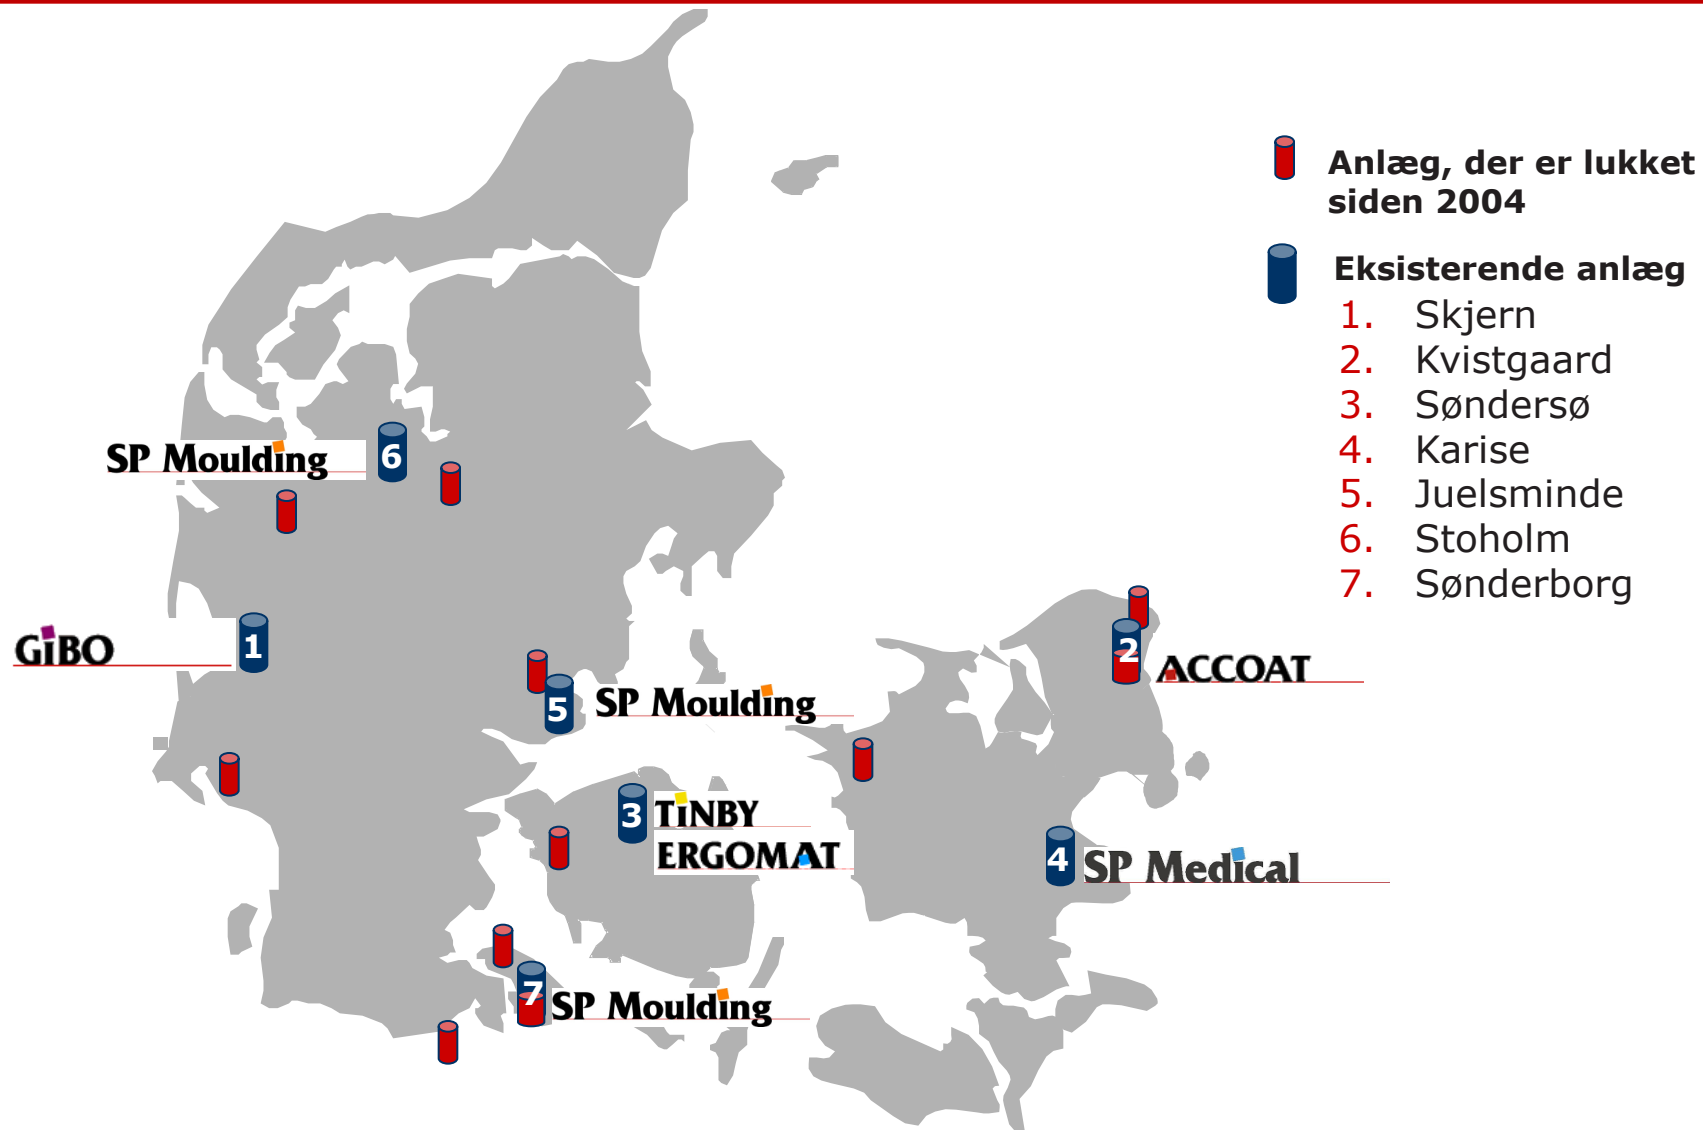 Anlæg, der er lukket
siden 2004
Eksisterende anlæg
1. Skjern
2. Kvistgaard
3. Søndersø
4. Karise
5. Juelsminde
6. Stoholm
7. Sønderborg
SP Moulding
6
GiBO
1
2
ACCOAT
5
SP Moulding
3
TiNBY
ERGOMAT
4
SP Medical
7
SP Moulding